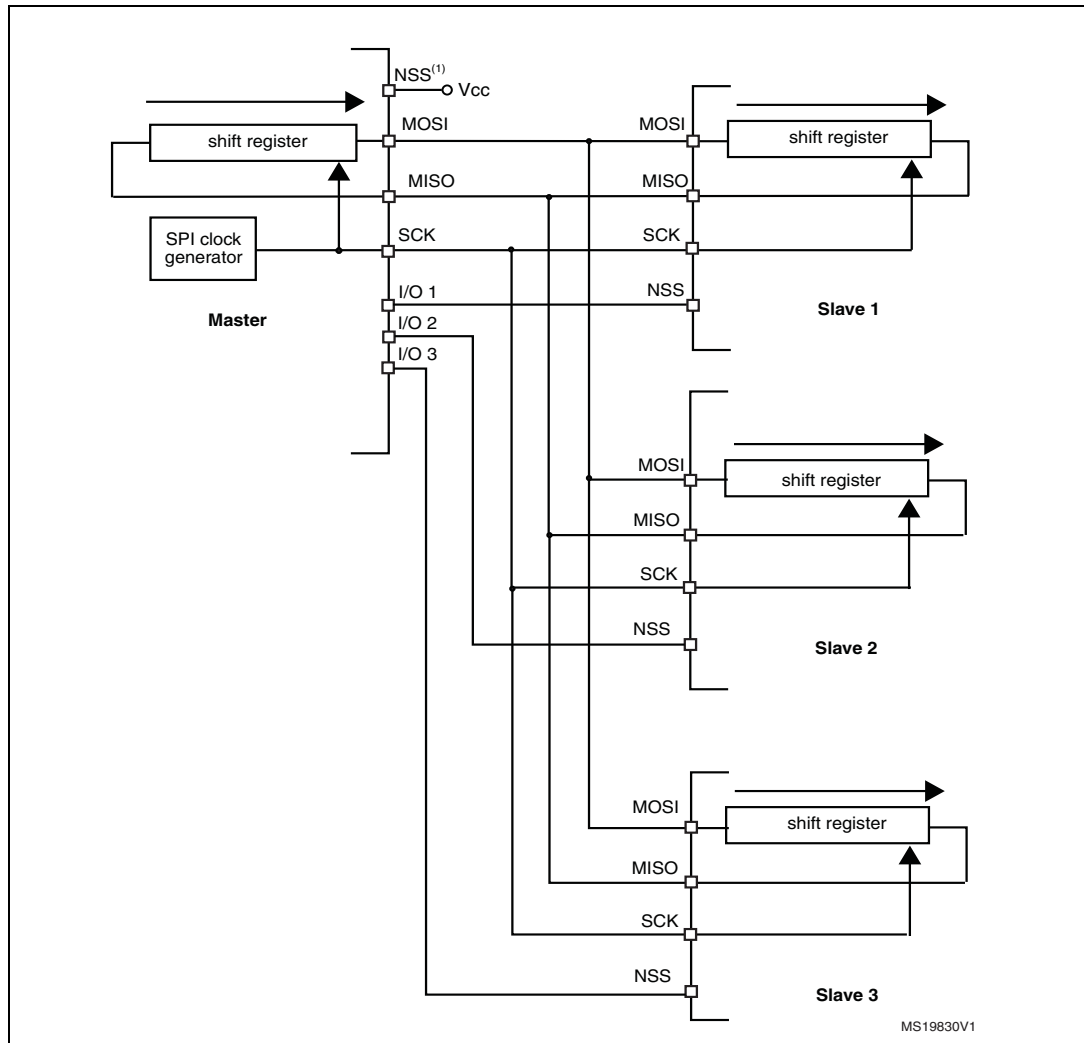 NSS(1)
Vcc
MOSI
MISO
SCK
I/O 1
I/O 2
I/O 3
shift register
SPI clock
generator
Master
MOSI
MISO
SCK
NSS
shift register
Slave 1
MOSI
MISO
SCK
NSS
shift register
Slave 2
MOSI
MISO
SCK
NSS
shift register
Slave 3
MS19830V1